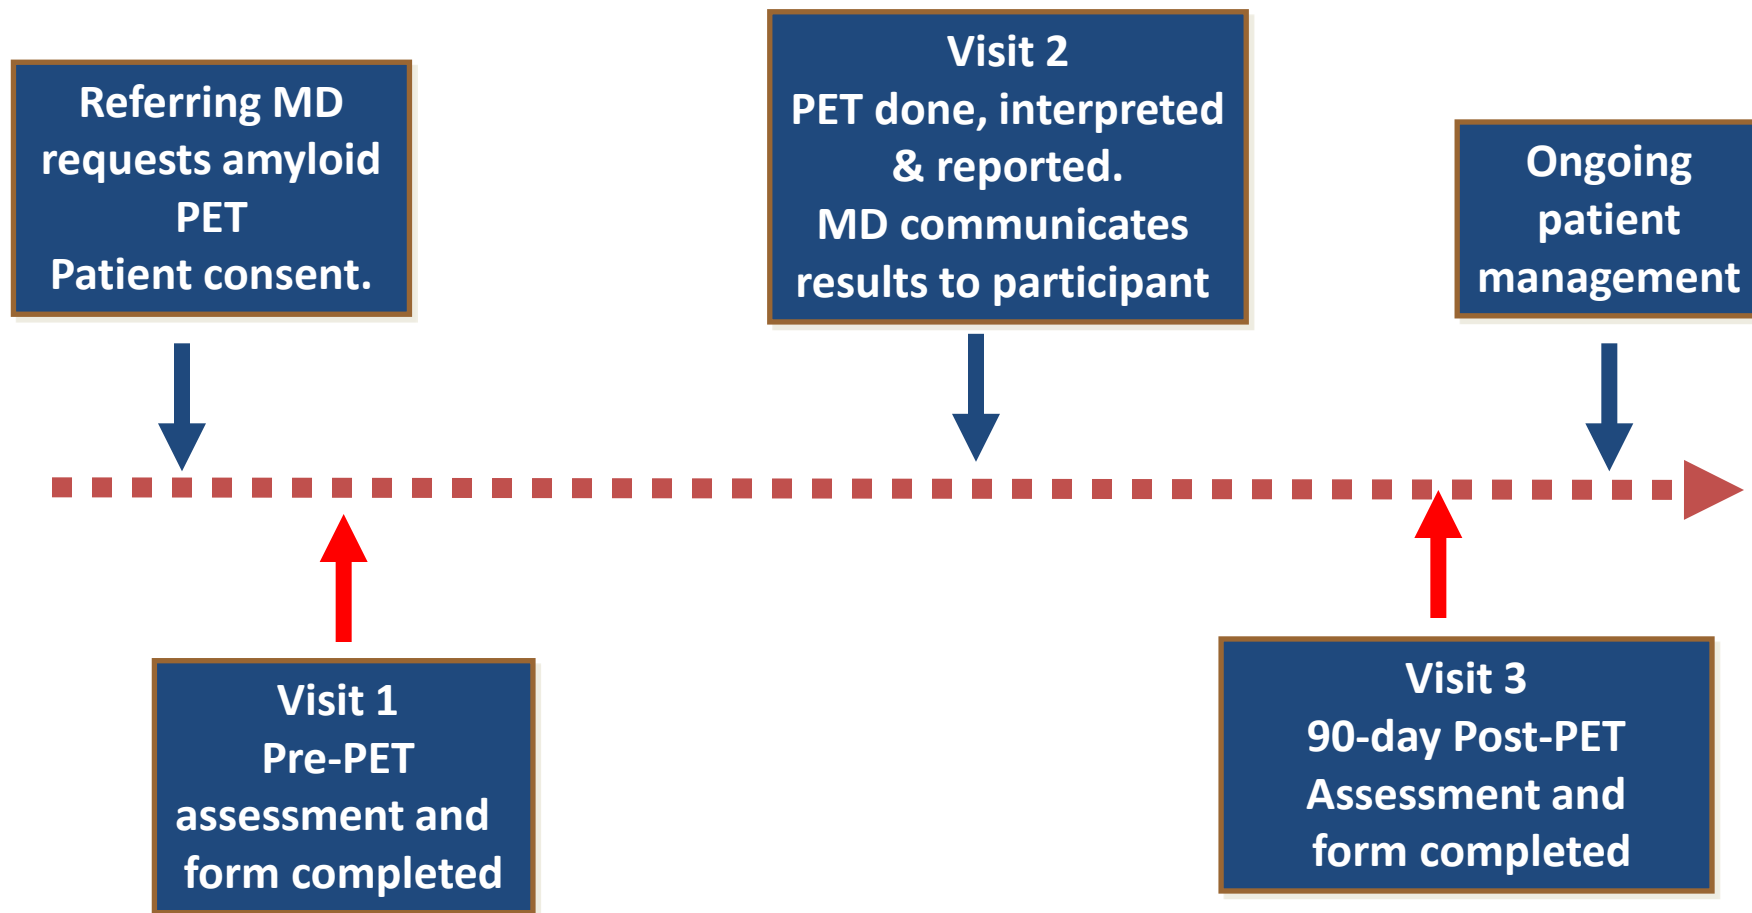 Referring MD
requests amyloid
PET
Patient consent.
Visit 1
Pre-PET
assessment and
form completed
Visit 2
PET done, interpreted
& reported.
MD communicates
results to participant
Visit 3
90-day Post-PET
Assessment and
form completed
Ongoing
patient
management